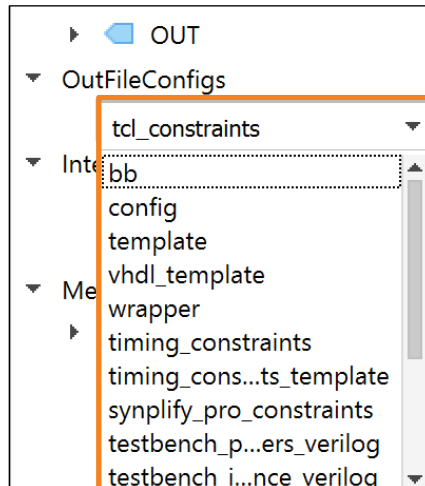 OUT
OutFileConfigs
tcl_constraints
Inte
bb
config
template
vhdl_template
Me
wrapper
timing_constraints
timing_cons...ts_template
synplify_pro_constraints
testbench_p...ers_verilog
testbench_i...nce_verilog